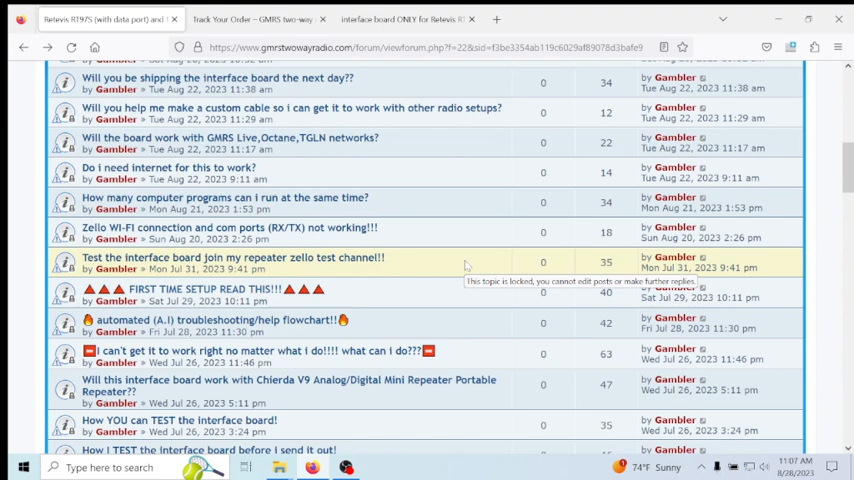 Retevis RT97S (with data port) and
Track Your Order – GMRS two-way
interface board ONLY for Retevis RT
https://www.gmrstwowayradio.com/forum/viewforum.php?f=22&sid=f3be3354ab119c6029af89078d3bafe9
Will you be shipping the interface board the next day?? 0 34 by Gambler
by Gambler » Tue Aug 22, 2023 11:38 am Tue Aug 22, 2023 11:38 am
Will you help me make a custom cable so i can get it to work with other radio setups? 0 12 by Gambler
by Gambler » Tue Aug 22, 2023 11:29 am Tue Aug 22, 2023 11:29 am
Will the board work with GMRS Live,Octane,TGLN networks? 0 22 by Gambler
by Gambler » Tue Aug 22, 2023 11:17 am Tue Aug 22, 2023 11:17 am
Do i need internet for this to work? 0 14 by Gambler
by Gambler » Tue Aug 22, 2023 9:11 am Tue Aug 22, 2023 9:11 am
How many computer programs can i run at the same time? 0 34 by Gambler
by Gambler » Mon Aug 21, 2023 1:53 pm Mon Aug 21, 2023 1:53 pm
Zello WI-FI connection and com ports (RX/TX) not working!!! 0 18 by Gambler
by Gambler » Sun Aug 20, 2023 2:26 pm Sun Aug 20, 2023 2:26 pm
Test the interface board join my repeater zello test channel!! 0 35 by Gambler
by Gambler » Mon Jul 31, 2023 9:41 pm Mon Jul 31, 2023 9:41 pm
This topic is locked, you cannot edit posts or make further replies.
🔺🔺🔺 FIRST TIME SETUP READ THIS!!!🔺🔺🔺 0 40
by Gambler » Sat Jul 29, 2023 10:11 pm Sat Jul 29, 2023 10:11 pm
🔥 automated (A.I) troubleshooting/help flowchart!!🔥 0 42 by Gambler
by Gambler » Fri Jul 28, 2023 11:30 pm Fri Jul 28, 2023 11:30 pm
I can't get it to work right no matter what i do!!!! what can i do??? 0 63 by Gambler
by Gambler » Wed Jul 26, 2023 11:46 pm Wed Jul 26, 2023 11:46 pm
Will this interface board work with Chierda V9 Analog/Digital Mini Repeater Portable 0 47 by Gambler
Repeater?? Wed Jul 26, 2023 5:11 pm
by Gambler » Wed Jul 26, 2023 5:11 pm
How YOU can TEST the interface board! 0 35 by Gambler
by Gambler » Wed Jul 26, 2023 3:24 pm Wed Jul 26, 2023 3:24 pm
How I TEST the interface board before i send it out! by Gambler
Type here to search
74°F Sunny
11:07 AM
8/28/2023